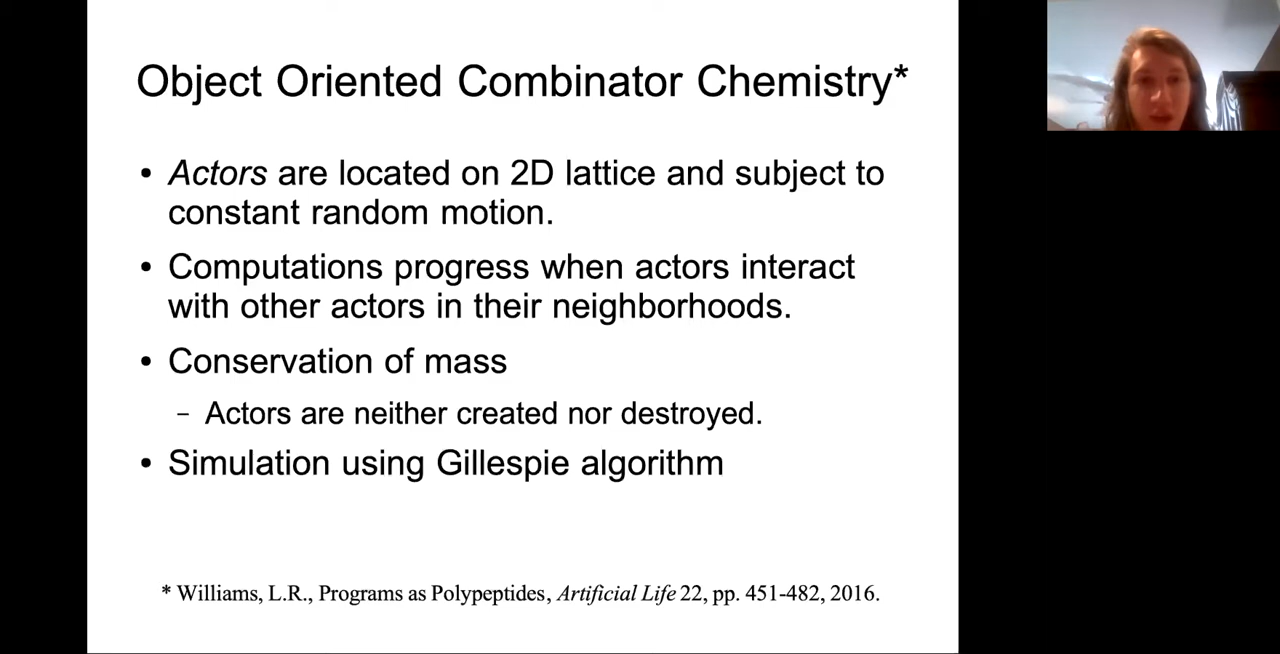 Object Oriented Combinator Chemistry*
• Actors are located on 2D lattice and subject to
constant random motion.
• Computations progress when actors interact
with other actors in their neighborhoods.
• Conservation of mass
– Actors are neither created nor destroyed.
• Simulation using Gillespie algorithm
* Williams, L.R., Programs as Polypeptides, Artificial Life 22, pp. 451-482, 2016.